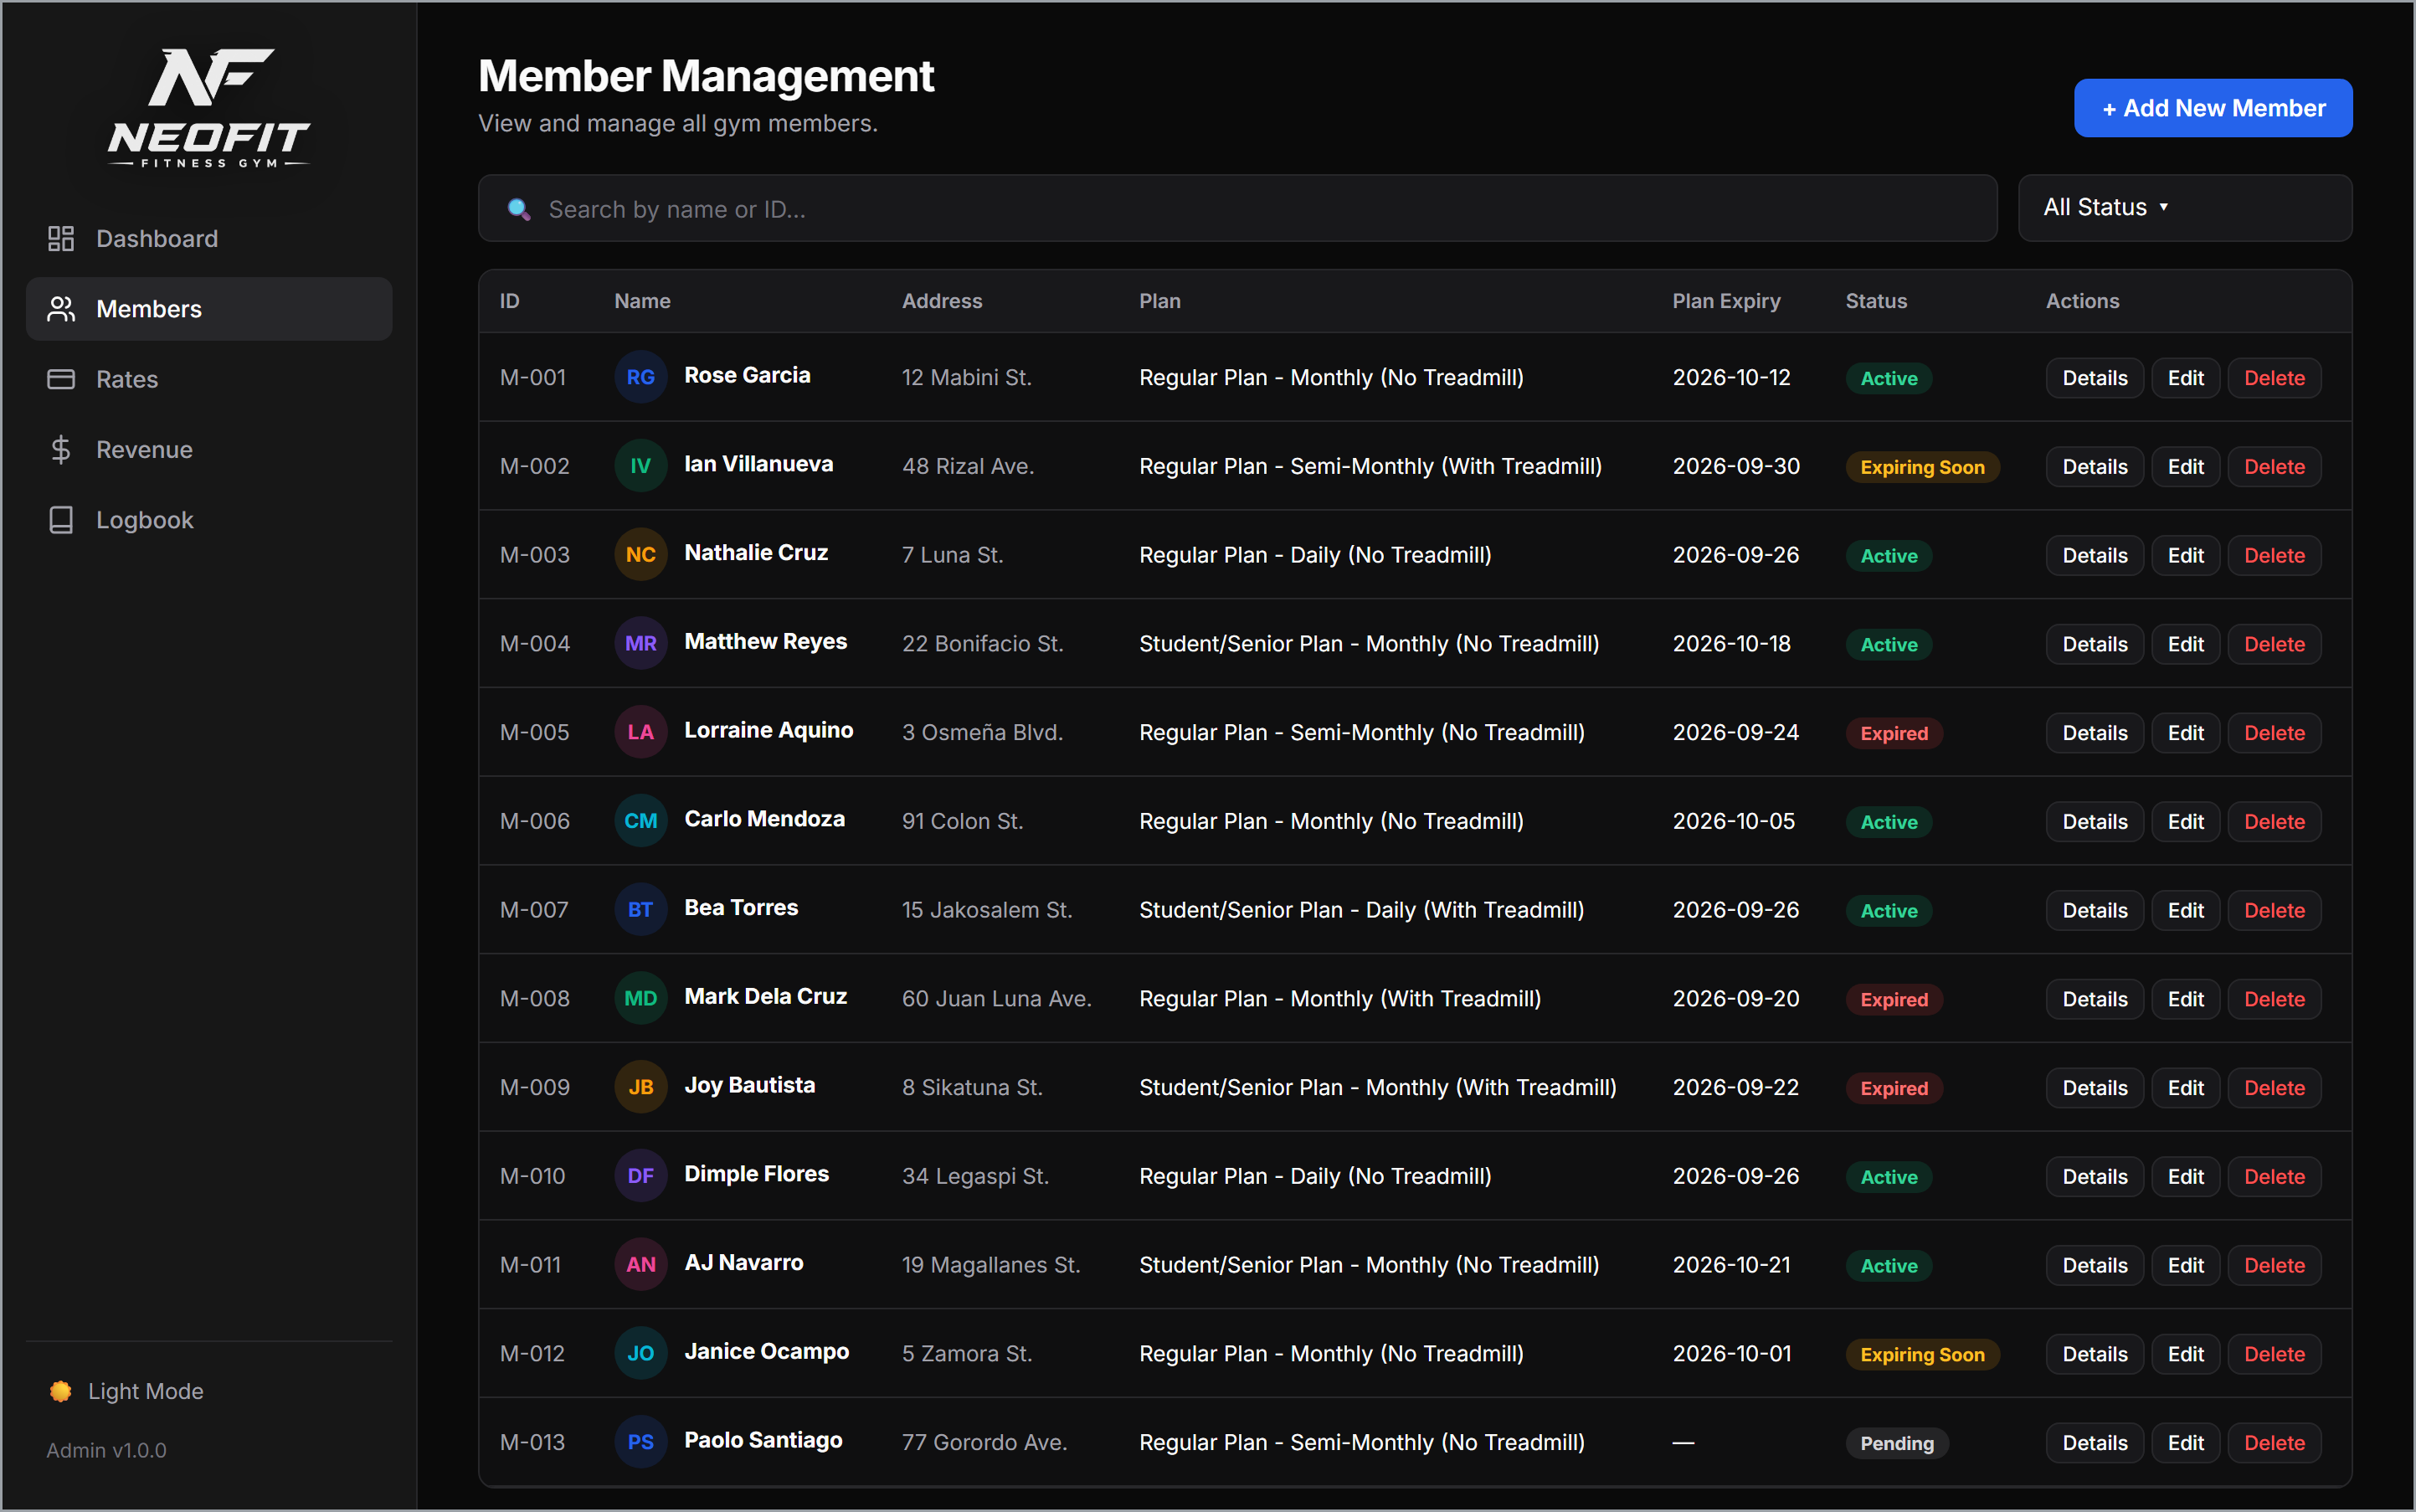 NF
NEOFIT
FITNESS GYM
Dashboard
Members
Rates
Revenue
Logbook
Light Mode
Admin v1.0.0
Member Management
View and manage all gym members.
+ Add New Member
Search by name or ID...
All Status ▾
ID Name Address Plan Plan Expiry Status Actions
M-001 RG Rose Garcia 12 Mabini St. Regular Plan - Monthly (No Treadmill) 2026-10-12 Active Details Edit Delete
M-002 IV Ian Villanueva 48 Rizal Ave. Regular Plan - Semi-Monthly (With Treadmill) 2026-09-30 Expiring Soon Details Edit Delete
M-003 NC Nathalie Cruz 7 Luna St. Regular Plan - Daily (No Treadmill) 2026-09-26 Active Details Edit Delete
M-004 MR Matthew Reyes 22 Bonifacio St. Student/Senior Plan - Monthly (No Treadmill) 2026-10-18 Active Details Edit Delete
M-005 LA Lorraine Aquino 3 Osmeña Blvd. Regular Plan - Semi-Monthly (No Treadmill) 2026-09-24 Expired Details Edit Delete
M-006 CM Carlo Mendoza 91 Colon St. Regular Plan - Monthly (No Treadmill) 2026-10-05 Active Details Edit Delete
M-007 BT Bea Torres 15 Jakosalem St. Student/Senior Plan - Daily (With Treadmill) 2026-09-26 Active Details Edit Delete
M-008 MD Mark Dela Cruz 60 Juan Luna Ave. Regular Plan - Monthly (With Treadmill) 2026-09-20 Expired Details Edit Delete
M-009 JB Joy Bautista 8 Sikatuna St. Student/Senior Plan - Monthly (With Treadmill) 2026-09-22 Expired Details Edit Delete
M-010 DF Dimple Flores 34 Legaspi St. Regular Plan - Daily (No Treadmill) 2026-09-26 Active Details Edit Delete
M-011 AN AJ Navarro 19 Magallanes St. Student/Senior Plan - Monthly (No Treadmill) 2026-10-21 Active Details Edit Delete
M-012 JO Janice Ocampo 5 Zamora St. Regular Plan - Monthly (No Treadmill) 2026-10-01 Expiring Soon Details Edit Delete
M-013 PS Paolo Santiago 77 Gorordo Ave. Regular Plan - Semi-Monthly (No Treadmill) — Pending Details Edit Delete